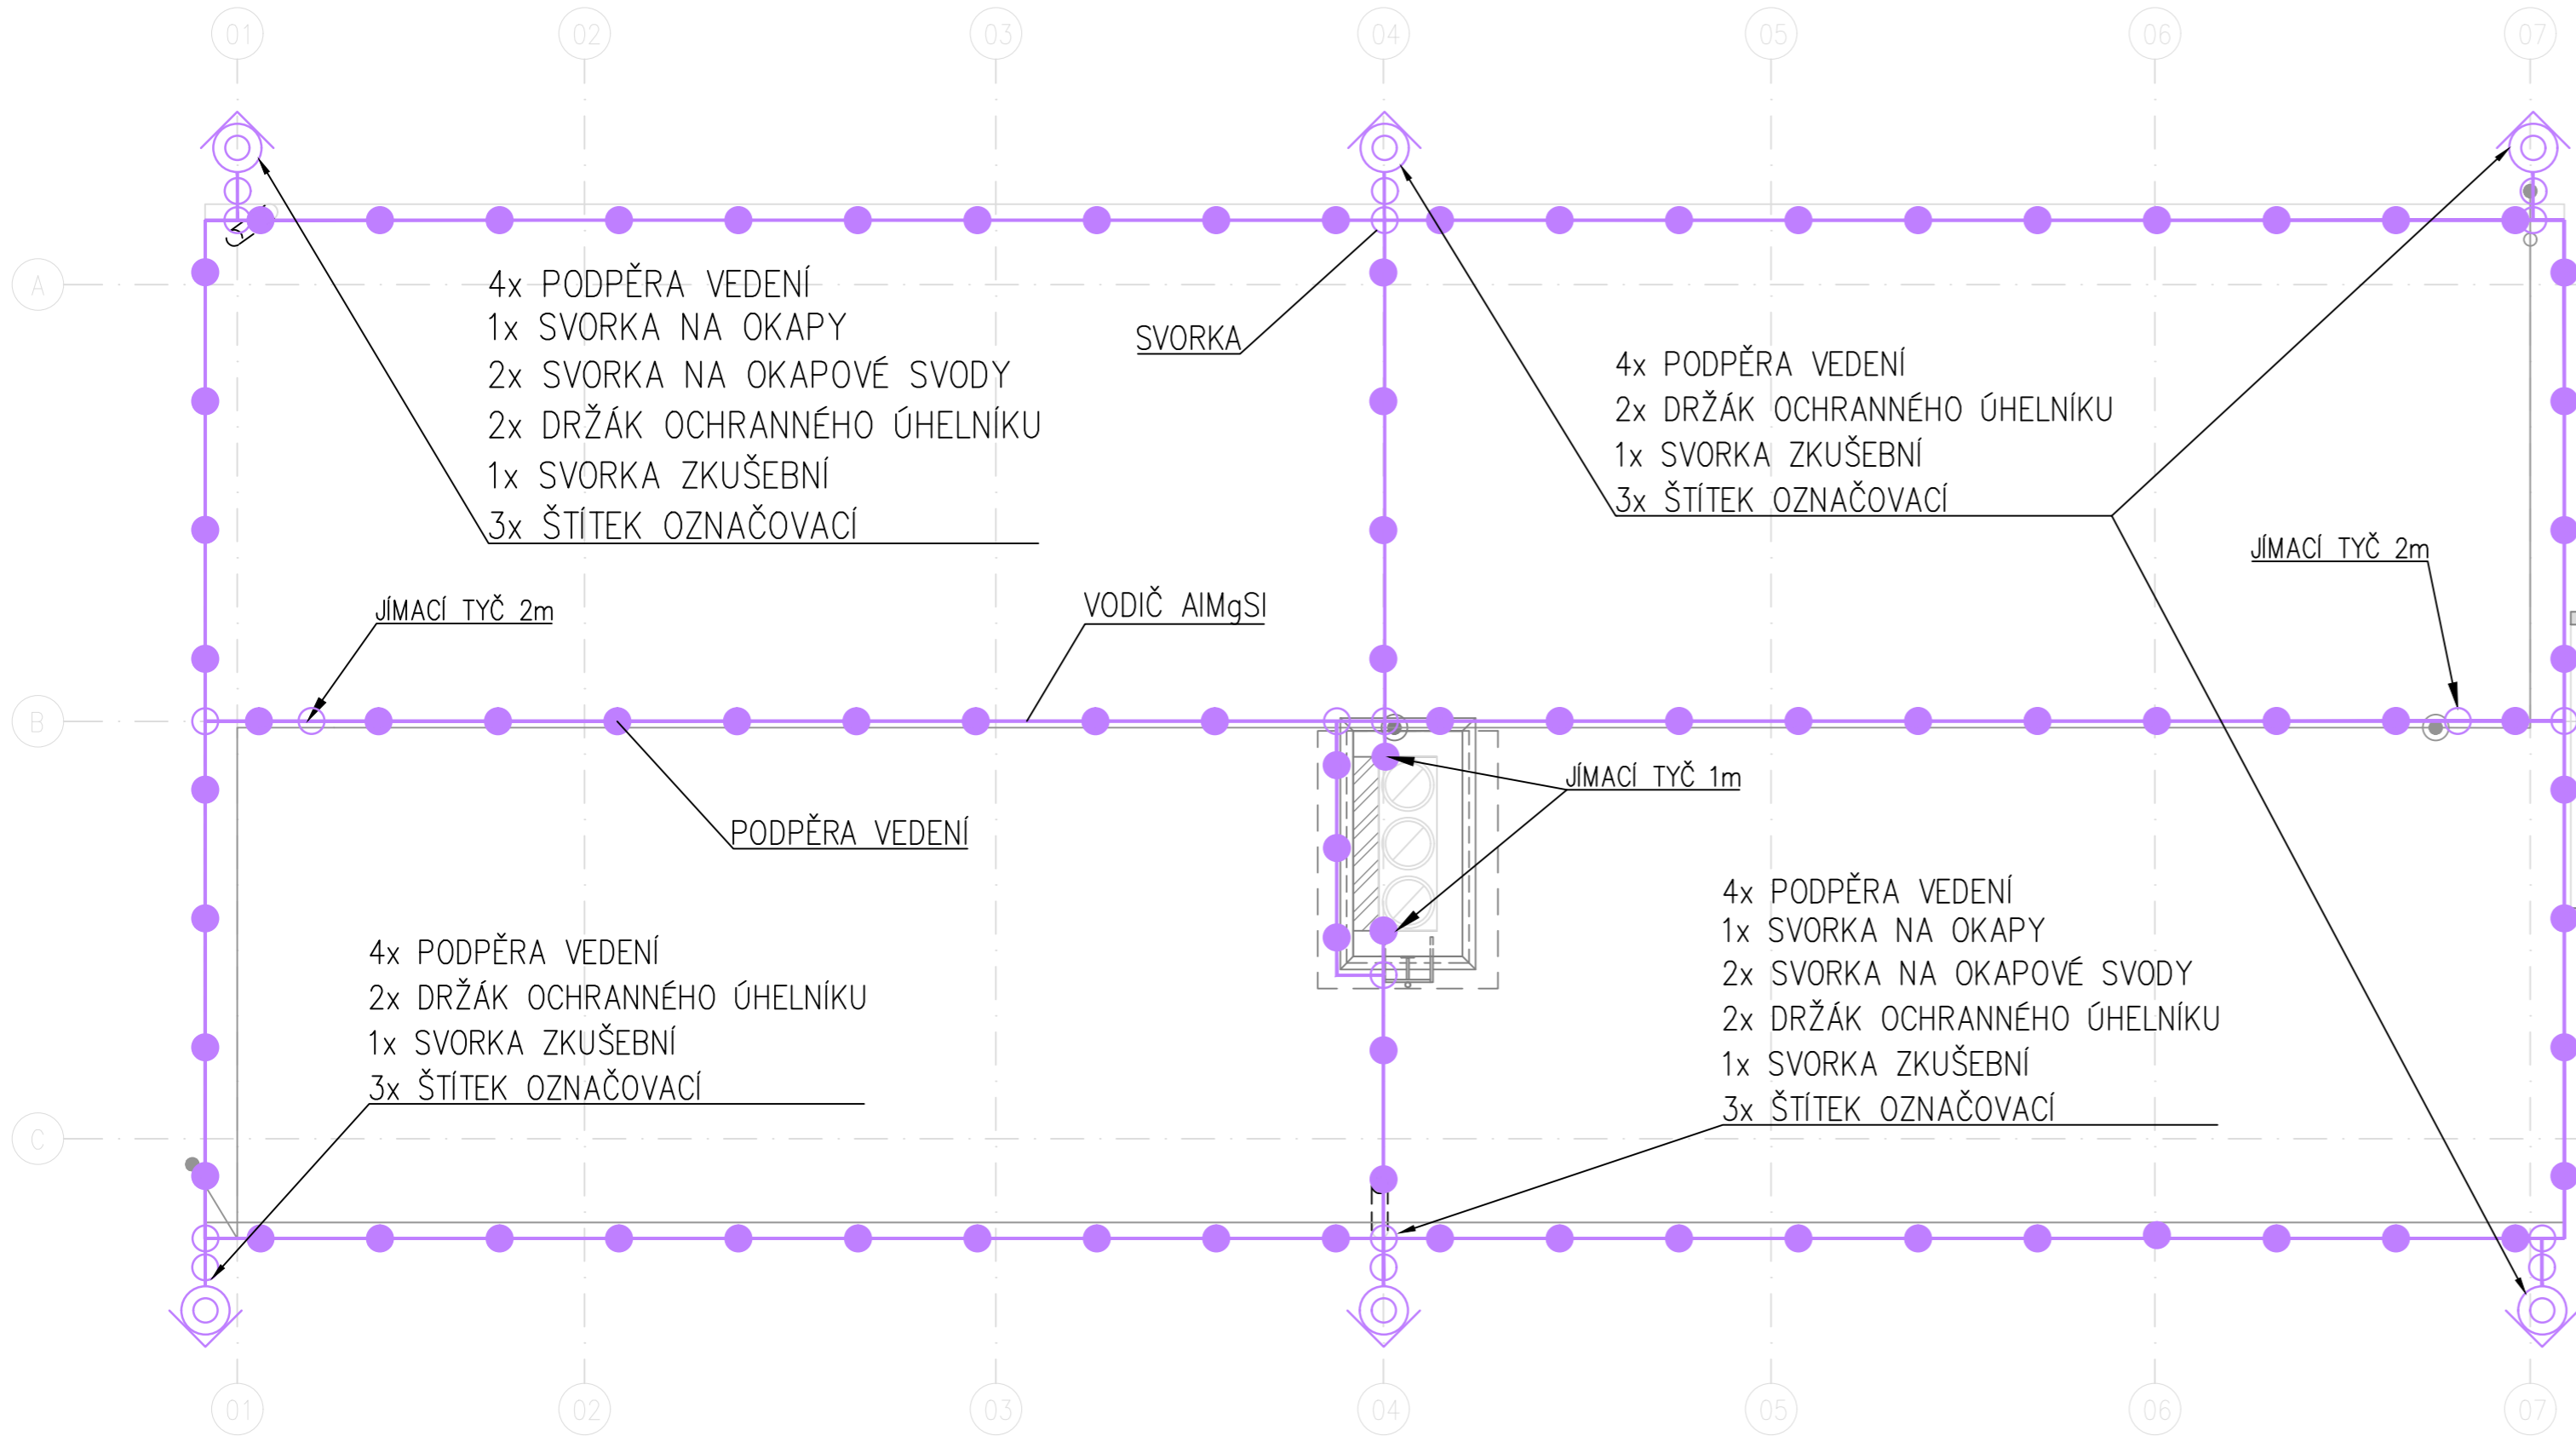 01 02 03 04 05 06 07
A
4x PODPĚRA VEDENÍ
1x SVORKA NA OKAPY
2x SVORKA NA OKAPOVÉ SVODY
2x DRŽÁK OCHRANNÉHO ÚHELNÍKU
1x SVORKA ZKUŠEBNÍ
3x ŠTÍTEK OZNAČOVACÍ
SVORKA
4x PODPĚRA VEDENÍ
2x DRŽÁK OCHRANNÉHO ÚHELNÍKU
1x SVORKA ZKUŠEBNÍ
3x ŠTÍTEK OZNAČOVACÍ
JÍMACÍ TYČ 2m
JÍMACÍ TYČ 2m
VODIČ AlMgSI
B
JÍMACÍ TYČ 1m
PODPĚRA VEDENÍ
4x PODPĚRA VEDENÍ
2x DRŽÁK OCHRANNÉHO ÚHELNÍKU
1x SVORKA ZKUŠEBNÍ
3x ŠTÍTEK OZNAČOVACÍ
4x PODPĚRA VEDENÍ
1x SVORKA NA OKAPY
2x SVORKA NA OKAPOVÉ SVODY
2x DRŽÁK OCHRANNÉHO ÚHELNÍKU
1x SVORKA ZKUŠEBNÍ
3x ŠTÍTEK OZNAČOVACÍ
C
01 02 03 04 05 06 07